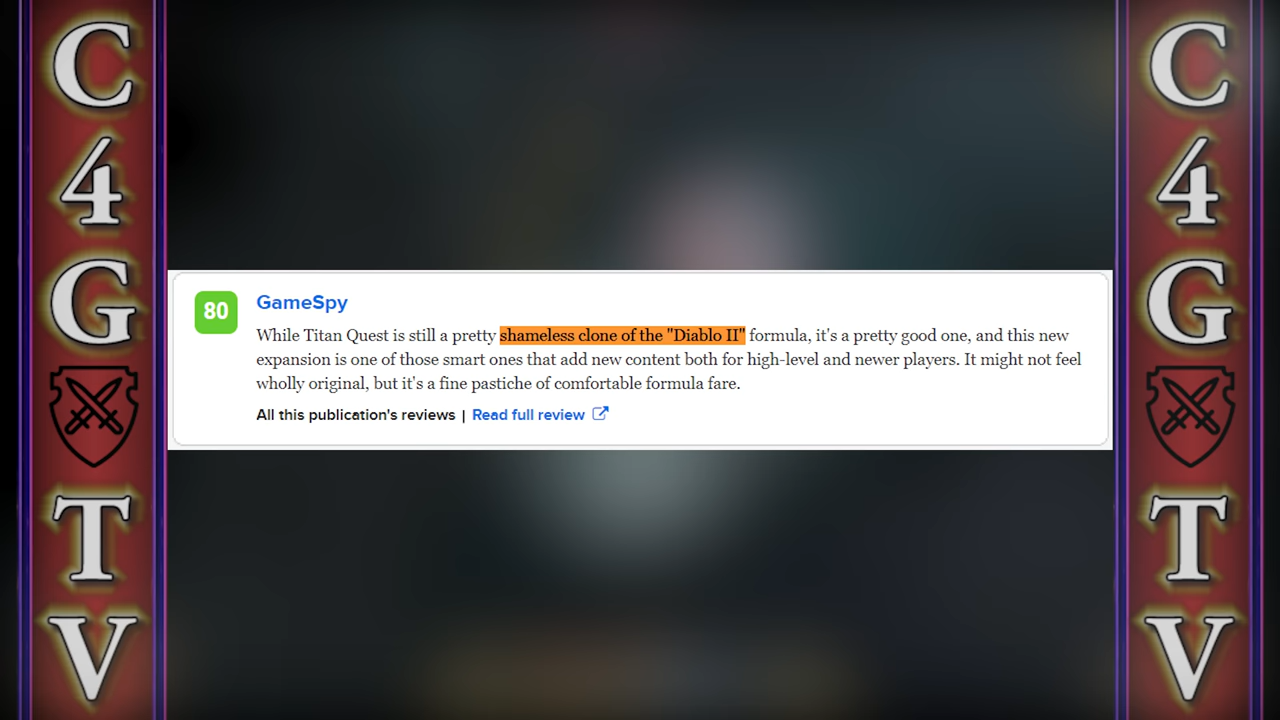 C4GTV
80
GameSpy
While Titan Quest is still a pretty shameless clone of the "Diablo II" formula, it's a pretty good one, and this new
expansion is one of those smart ones that add new content both for high-level and newer players. It might not feel
wholly original, but it's a fine pastiche of comfortable formula fare.
All this publication's reviews | Read full review
C4GTV